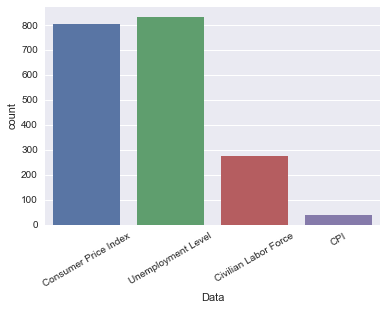 800
700
600
500
400
300
200
100
0
count
Consumer Price Index
Unemployment Level
Civilian Labor Force
CPI
Data